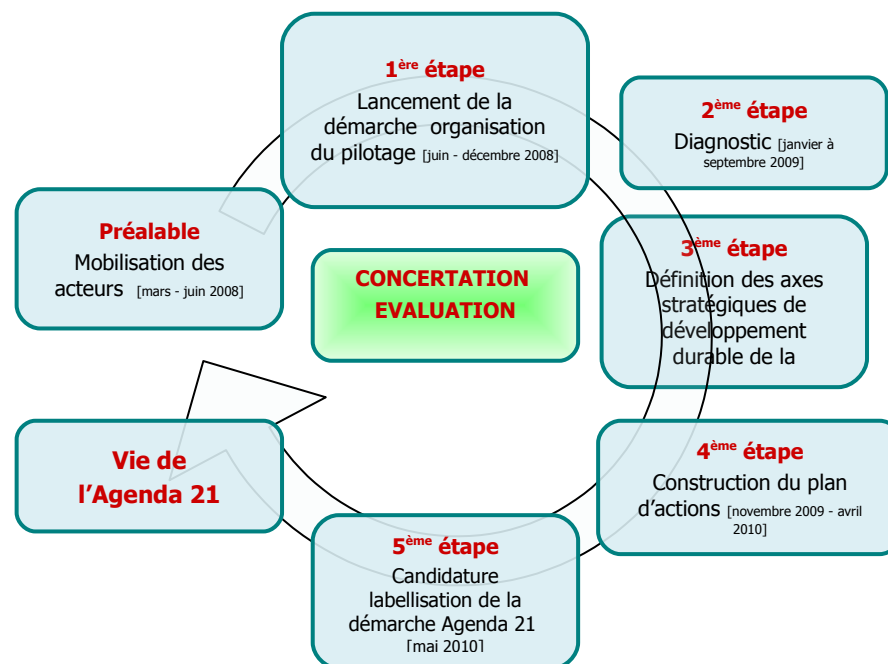 1ère étape
Lancement de la
démarche organisation
du pilotage [juin - décembre 2008]
2ème étape
Diagnostic [janvier à
septembre 2009]
Préalable
Mobilisation des
acteurs [mars - juin 2008]
CONCERTATION
EVALUATION
3ème étape
Définition des axes
stratégiques de
développement
durable de la
Vie de
l’Agenda 21
4ème étape
Construction du plan
d’actions [novembre 2009 - avril
2010]
5ème étape
Candidature
labellisation de la
démarche Agenda 21
[mai 2010]